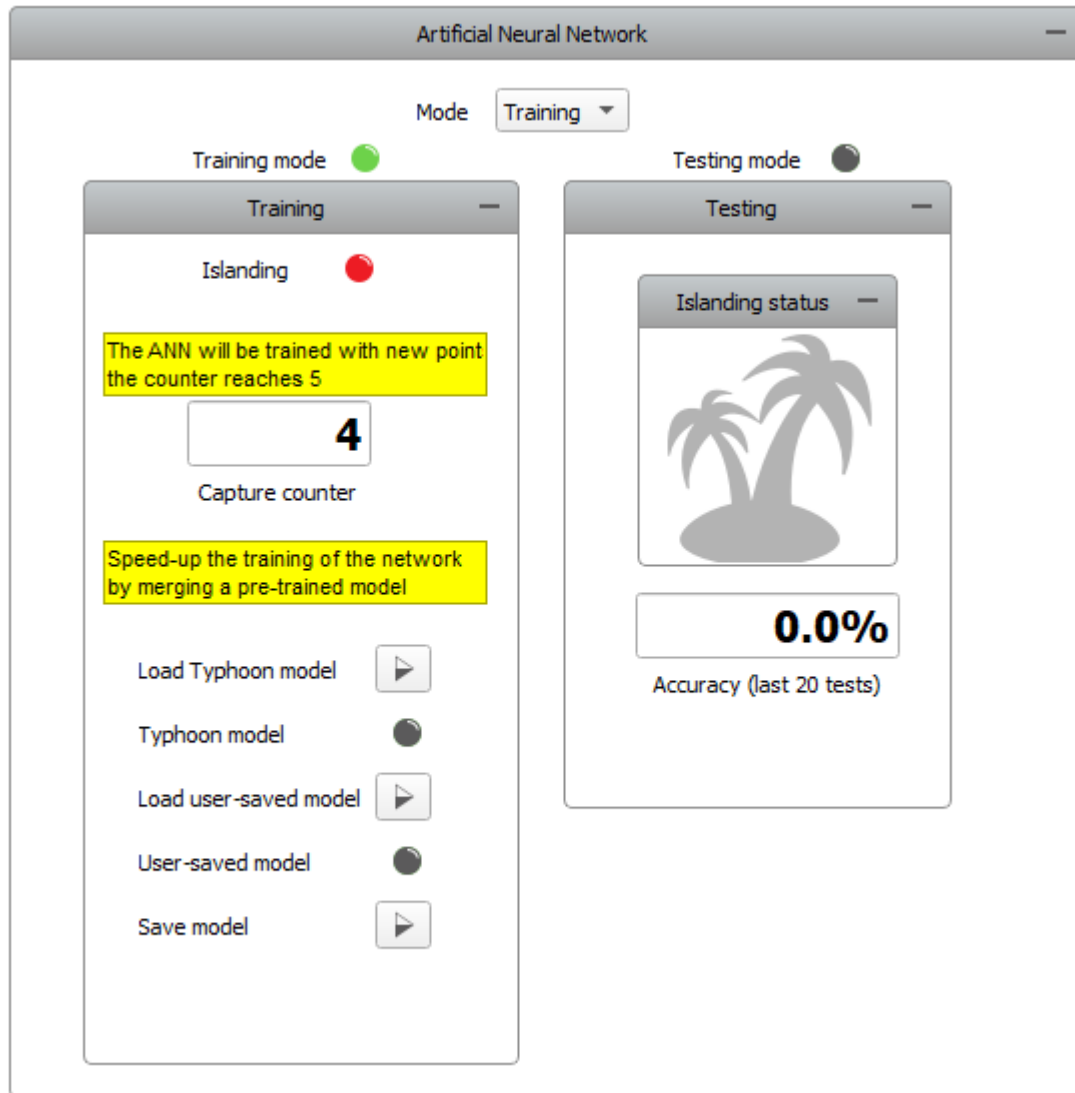 Artificial Neural Network
Mode Training
Training mode
Testing mode
Training
Islanding
The ANN will be trained with new point
the counter reaches 5
4
Capture counter
Speed-up the training of the network
by merging a pre-trained model
Load Typhoon model
Typhoon model
Load user-saved model
User-saved model
Save model
Testing
Islanding status
0.0%
Accuracy (last 20 tests)